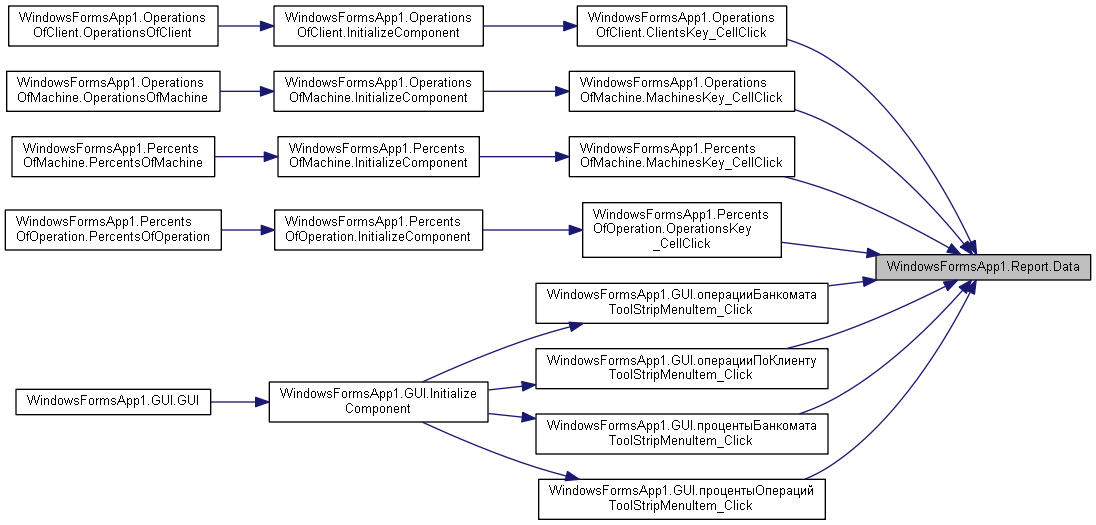 WindowsFormsApp1.Operations
OfClient.OperationsOfClient
WindowsFormsApp1.Operations
OfClient.InitializeComponent
WindowsFormsApp1.Operations
OfClient.ClientsKey_CellClick
WindowsFormsApp1.Operations
OfMachine.OperationsOfMachine
WindowsFormsApp1.Operations
OfMachine.InitializeComponent
WindowsFormsApp1.Operations
OfMachine.MachinesKey_CellClick
WindowsFormsApp1.Percents
OfMachine.PercentsOfMachine
WindowsFormsApp1.Percents
OfMachine.InitializeComponent
WindowsFormsApp1.Percents
OfMachine.MachinesKey_CellClick
WindowsFormsApp1.Percents
OfOperation.PercentsOfOperation
WindowsFormsApp1.Percents
OfOperation.InitializeComponent
WindowsFormsApp1.Percents
OfOperation.OperationsKey
_CellClick
WindowsFormsApp1.Report.Data
WindowsFormsApp1.GUI.операцииБанкомата
ToolStripMenuItem_Click
WindowsFormsApp1.GUI.операцииПоКлиенту
ToolStripMenuItem_Click
WindowsFormsApp1.GUI.GUI
WindowsFormsApp1.GUI.Initialize
Component
WindowsFormsApp1.GUI.процентыБанкомата
ToolStripMenuItem_Click
WindowsFormsApp1.GUI.процентыОпераций
ToolStripMenuItem_Click